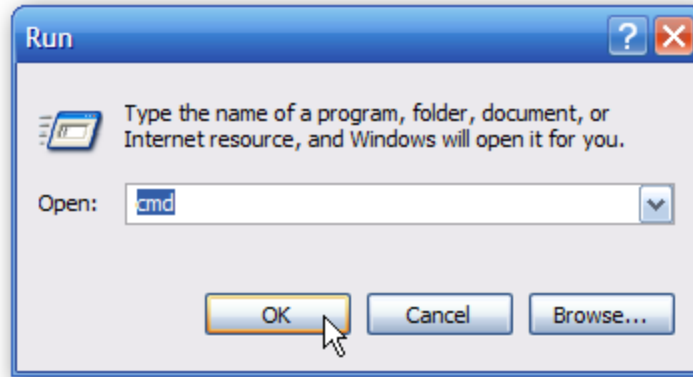 Run
Type the name of a program, folder, document, or
Internet resource, and Windows will open it for you.
Open: cmd
OK Cancel Browse...